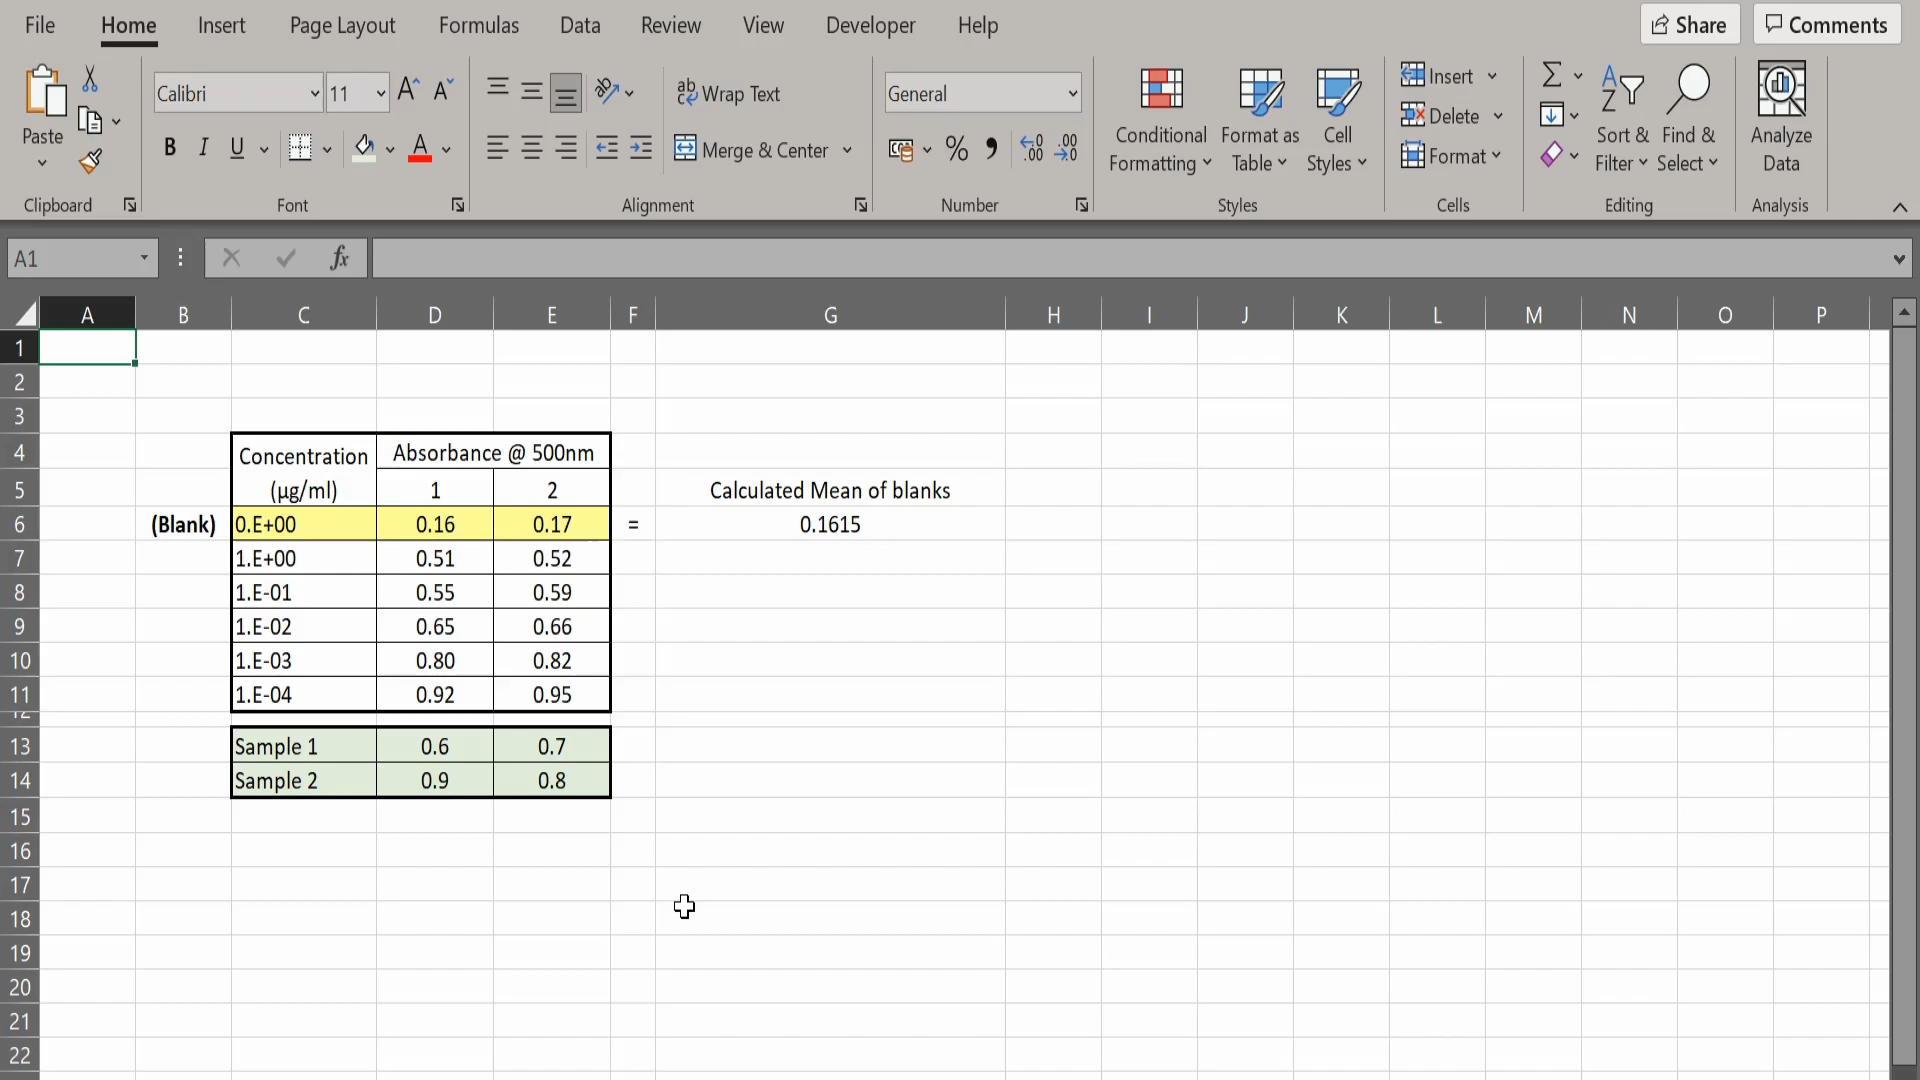 File Home Insert Page Layout Formulas Data Review View Developer Help Share Comments
Calibri 11 A A ab Wrap Text General Insert
Paste Conditional Format as Cell Delete Sort & Find & Analyze
B I U A Merge & Center % Formatting Table Styles Format Filter Select Data
Clipboard Font Alignment Number Styles Cells Editing Analysis
A1 fx
A B C D E F G H I J K L M N O P
1
2
3
4 Concentration Absorbance @ 500nm
5 (µg/ml) 1 2 Calculated Mean of blanks
6 (Blank) 0.E+00 0.16 0.17 = 0.1615
7 1.E+00 0.51 0.52
8 1.E-01 0.55 0.59
9 1.E-02 0.65 0.66
10 1.E-03 0.80 0.82
11 1.E-04 0.92 0.95
12
13 Sample 1 0.6 0.7
14 Sample 2 0.9 0.8
15
16
17
18
19
20
21
22